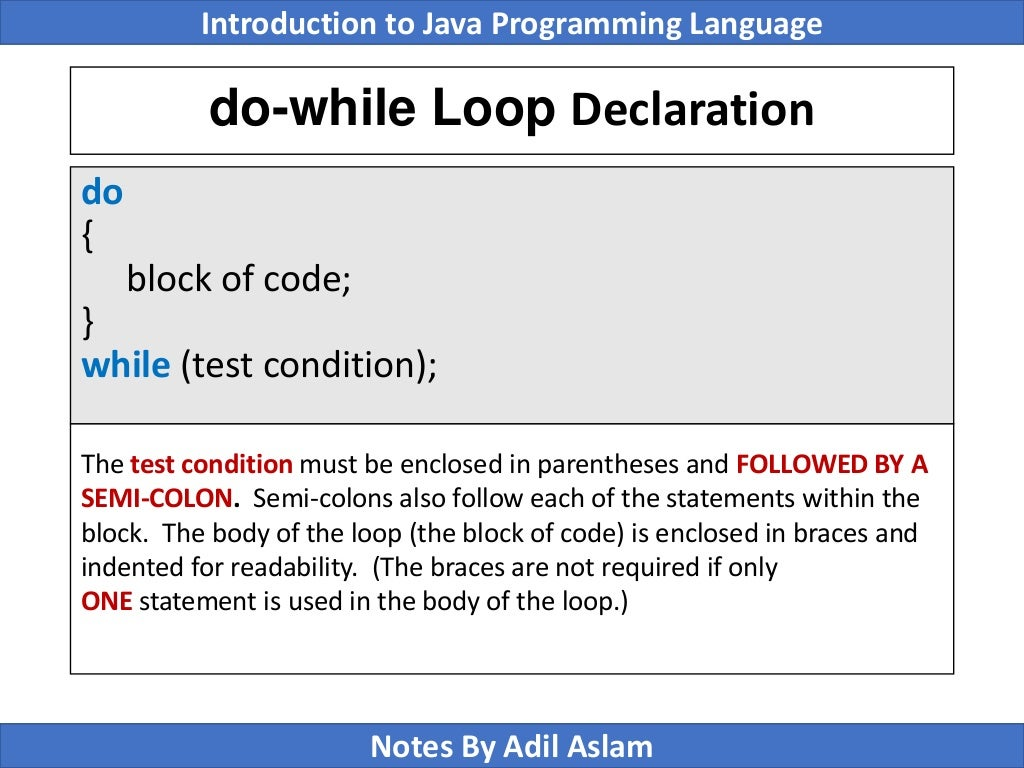 Introduction to Java Programming Language
do-while Loop Declaration
do
{
block of code;
}
while (test condition);
The test condition must be enclosed in parentheses and FOLLOWED BY A
SEMI-COLON.  Semi-colons also follow each of the statements within the
block.  The body of the loop (the block of code) is enclosed in braces and
indented for readability.  (The braces are not required if only
ONE statement is used in the body of the loop.)
Notes By Adil Aslam